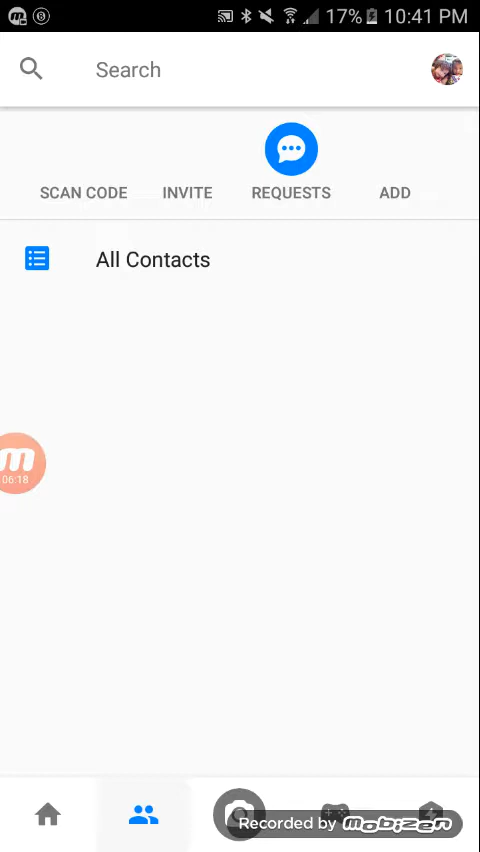 17% 10:41 PM
Search
SCAN CODE INVITE REQUESTS ADD
All Contacts
06:18
Recorded by mobizen